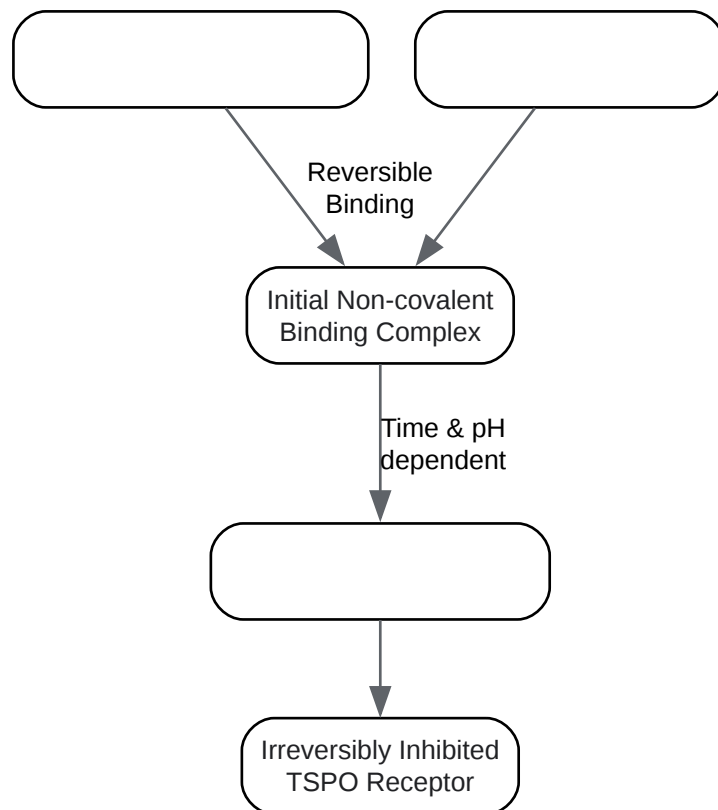 Reversible
Binding
Initial Non-covalent
Binding Complex
Time & pH
dependent
Irreversibly Inhibited
TSPO Receptor